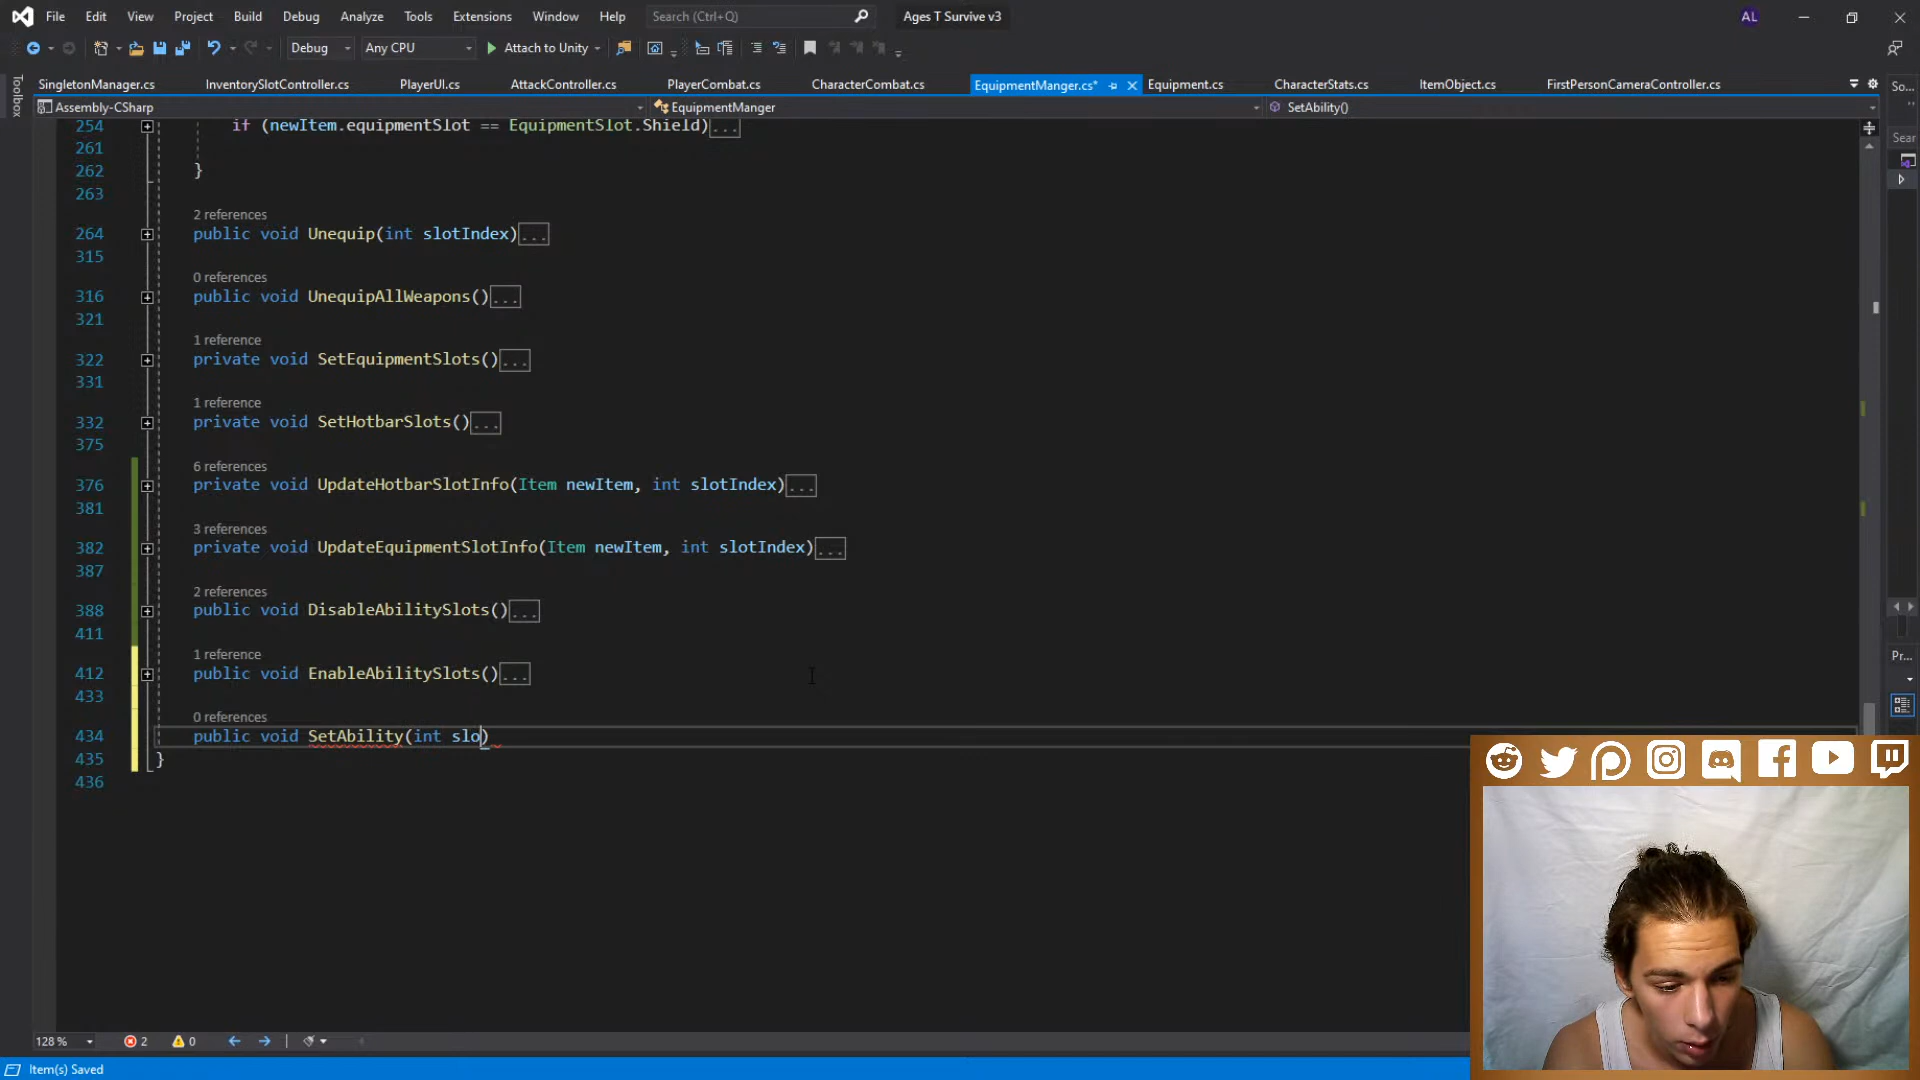 File Edit View Project Build Debug Analyze Tools Extensions Window Help Search (Ctrl+Q) Ages T Survive v3 AL
Debug Any CPU Attach to Unity
SingletonManager.cs InventorySlotController.cs PlayerUI.cs AttackController.cs PlayerCombat.cs CharacterCombat.cs EquipmentManger.cs* Equipment.cs CharacterStats.cs ItemObject.cs FirstPersonCameraController.cs So...
Toolbox
Assembly-CSharp EquipmentManger SetAbility()
254 if (newItem.equipmentSlot == EquipmentSlot.Shield)...
Sear
261
262 }
263
2 references
264 public void Unequip(int slotIndex)...
315
0 references
316 public void UnequipAllWeapons()...
321
1 reference
322 private void SetEquipmentSlots()...
331
1 reference
332 private void SetHotbarSlots()...
375
6 references
376 private void UpdateHotbarSlotInfo(Item newItem, int slotIndex)...
381
3 references
382 private void UpdateEquipmentSlotInfo(Item newItem, int slotIndex)...
387
2 references
388 public void DisableAbilitySlots()...
411
1 reference
Pr...
412 public void EnableAbilitySlots()...
433
0 references
434 public void SetAbility(int slo)
435 }
436
128 % 2 0
Item(s) Saved